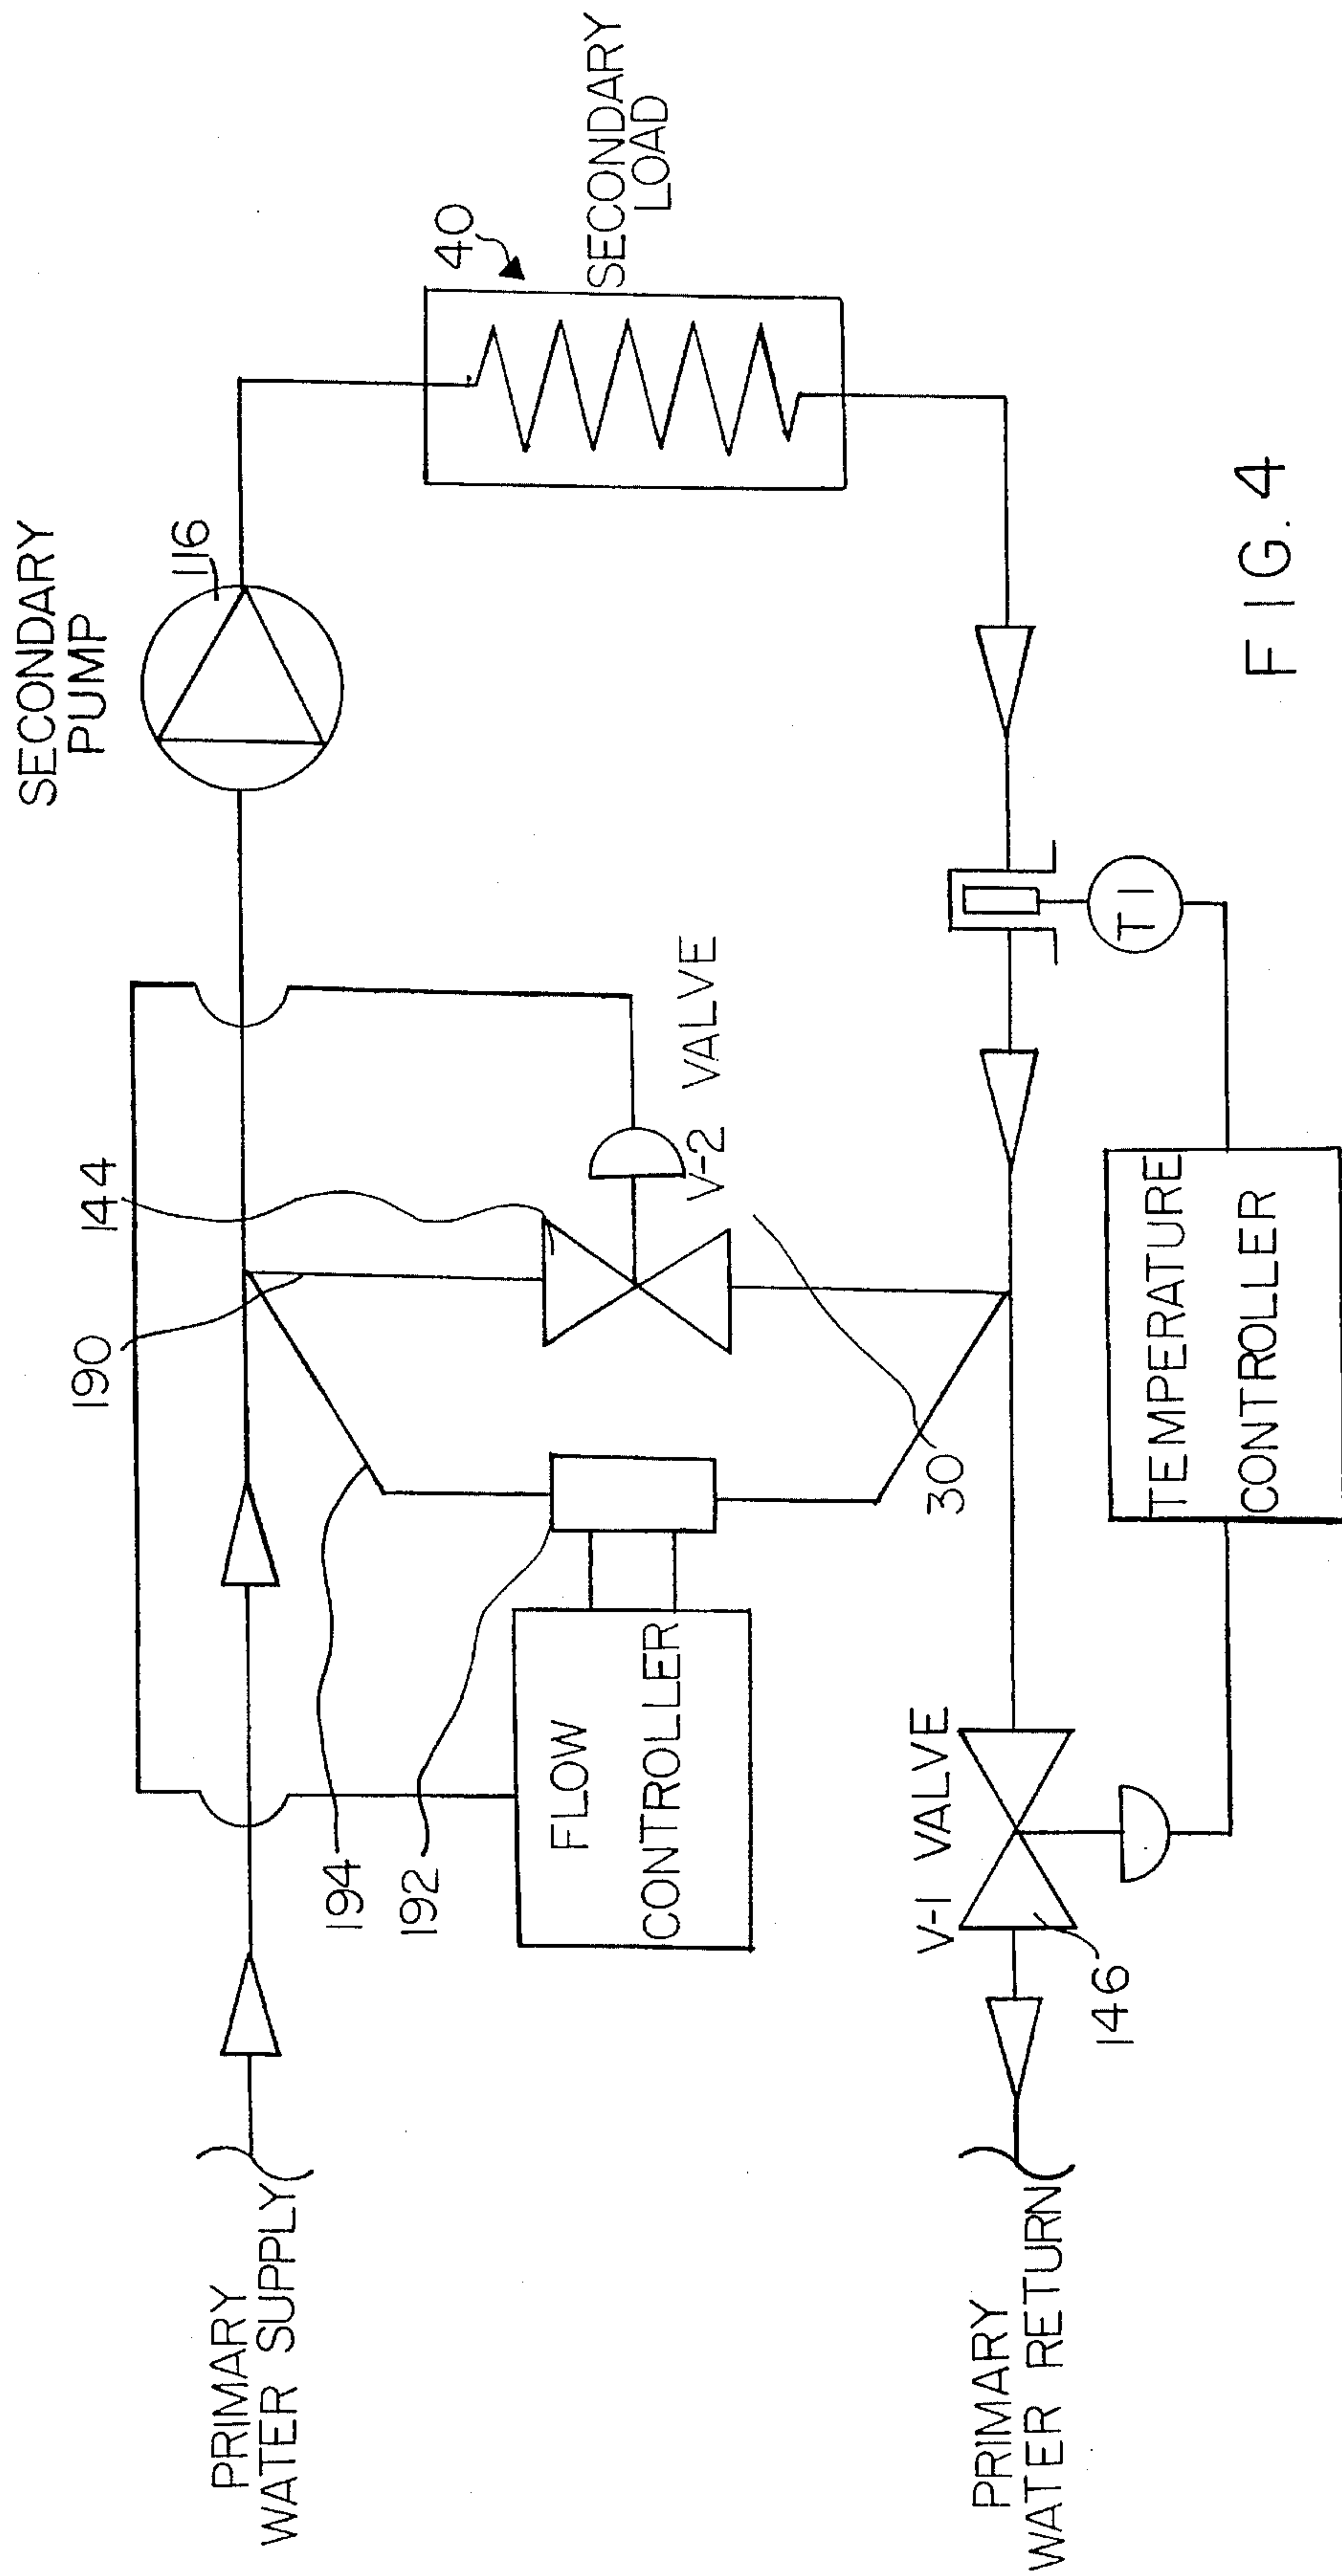 SECONDARY
PUMP
116
40
SECONDARY
LOAD
144
190
V-2 VALVE
30
194
192
FLOW
CONTROLLER
PRIMARY
WATER SUPPLY
T1
TEMPERATURE
CONTROLLER
V-1 VALVE
146
PRIMARY
WATER RETURN
FIG. 4